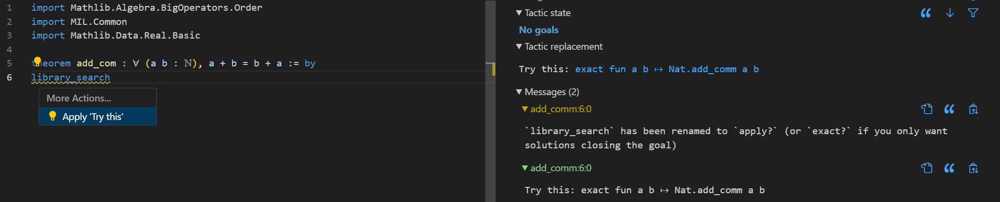 1 import Mathlib.Algebra.BigOperators.Order
2 import MIL.Common
3 import Mathlib.Data.Real.Basic
4
5 theorem add_com : ∀ (a b : ℕ), a + b = b + a := by
6 library_search
More Actions...
Apply 'Try this'
Tactic state
No goals
Tactic replacement
Try this: exact fun a b ↦ Nat.add_comm a b
Messages (2)
add_comm:6:0
`library_search` has been renamed to `apply?` (or `exact?` if you only want
solutions closing the goal)
add_comm:6:0
Try this: exact fun a b ↦ Nat.add_comm a b